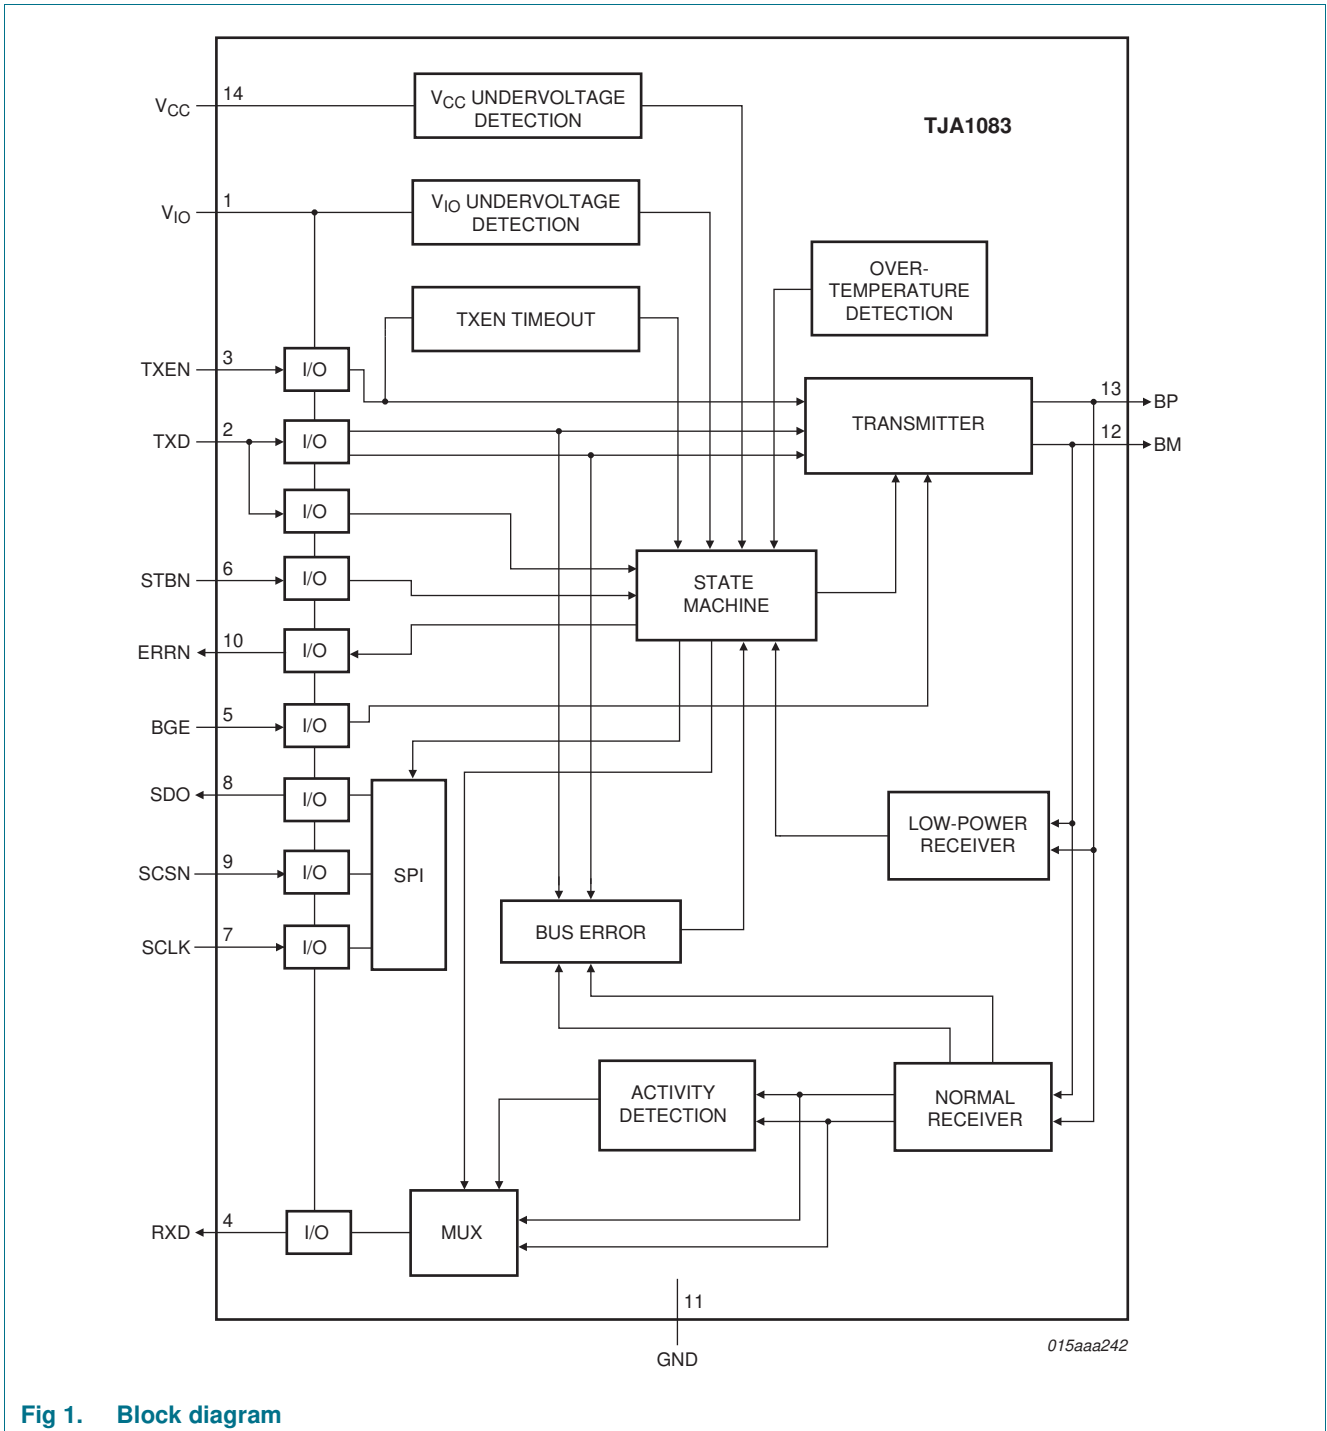 TJA1083
VCC 14
VCC UNDERVOLTAGE
DETECTION
VIO 1
VIO UNDERVOLTAGE
DETECTION
OVER-
TEMPERATURE
DETECTION
TXEN TIMEOUT
TXEN 3 I/O
TXD 2 I/O
I/O
TRANSMITTER
13 BP
12 BM
STBN 6 I/O
STATE
MACHINE
ERRN 10 I/O
BGE 5 I/O
SDO 8 I/O
SCSN 9 I/O
SPI
SCLK 7 I/O
LOW-POWER
RECEIVER
BUS ERROR
ACTIVITY
DETECTION
NORMAL
RECEIVER
RXD 4 I/O
MUX
11
GND
015aaa242
Fig 1. Block diagram